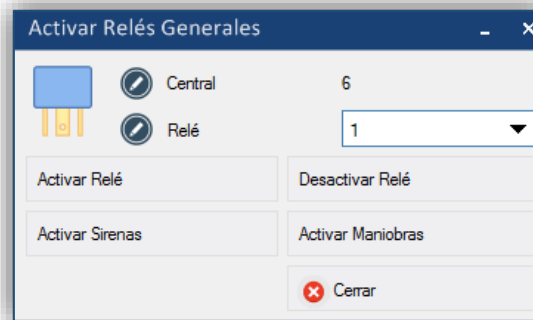 Activar Relés Generales
Central 6
Relé 1
Activar Relé Desactivar Relé
Activar Sirenas Activar Maniobras
Cerrar